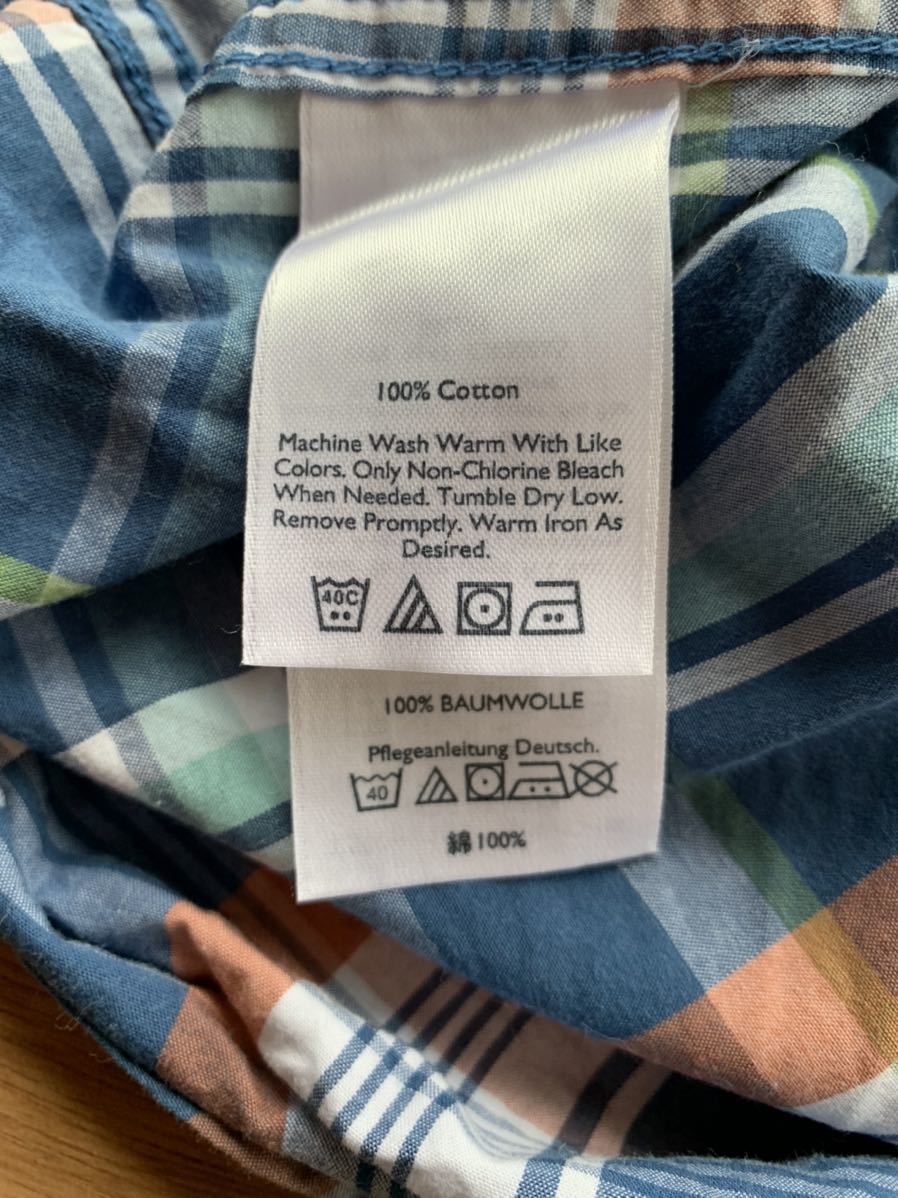 100% Cotton
Machine Wash Warm With Like
Colors. Only Non-Chlorine Bleach
When Needed. Tumble Dry Low.
Remove Promptly. Warm Iron As
Desired.
40C
100% BAUMWOLLE
Pflegeanleitung Deutsch.
40
綿100%